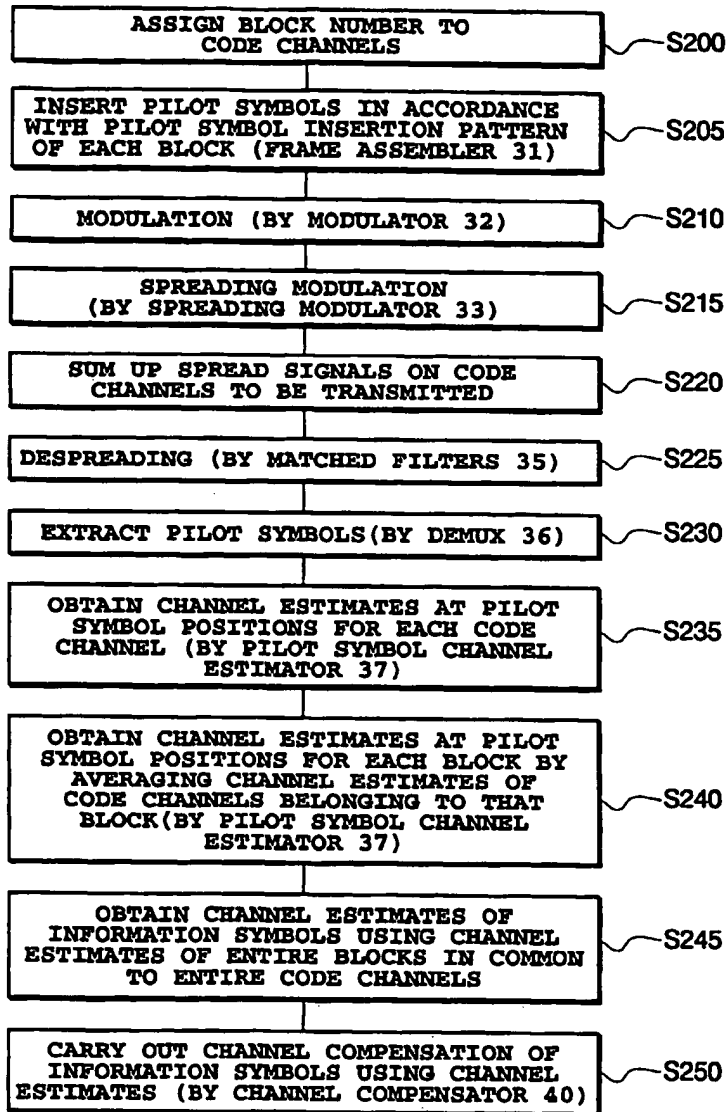 ASSIGN BLOCK NUMBER TO
CODE CHANNELS
S200
INSERT PILOT SYMBOLS IN ACCORDANCE
WITH PILOT SYMBOL INSERTION PATTERN
OF EACH BLOCK (FRAME ASSEMBLER 31)
S205
MODULATION (BY MODULATOR 32)
S210
SPREADING MODULATION
(BY SPREADING MODULATOR 33)
S215
SUM UP SPREAD SIGNALS ON CODE
CHANNELS TO BE TRANSMITTED
S220
DESPREADING (BY MATCHED FILTERS 35)
S225
EXTRACT PILOT SYMBOLS(BY DEMUX 36)
S230
OBTAIN CHANNEL ESTIMATES AT PILOT
SYMBOL POSITIONS FOR EACH CODE
CHANNEL (BY PILOT SYMBOL CHANNEL
ESTIMATOR 37)
S235
OBTAIN CHANNEL ESTIMATES AT PILOT
SYMBOL POSITIONS FOR EACH BLOCK BY
AVERAGING CHANNEL ESTIMATES OF
CODE CHANNELS BELONGING TO THAT
BLOCK(BY PILOT SYMBOL CHANNEL
ESTIMATOR 37)
S240
OBTAIN CHANNEL ESTIMATES OF
INFORMATION SYMBOLS USING CHANNEL
ESTIMATES OF ENTIRE BLOCKS IN COMMON
TO ENTIRE CODE CHANNELS
S245
CARRY OUT CHANNEL COMPENSATION OF
INFORMATION SYMBOLS USING CHANNEL
ESTIMATES (BY CHANNEL COMPENSATOR 40)
S250